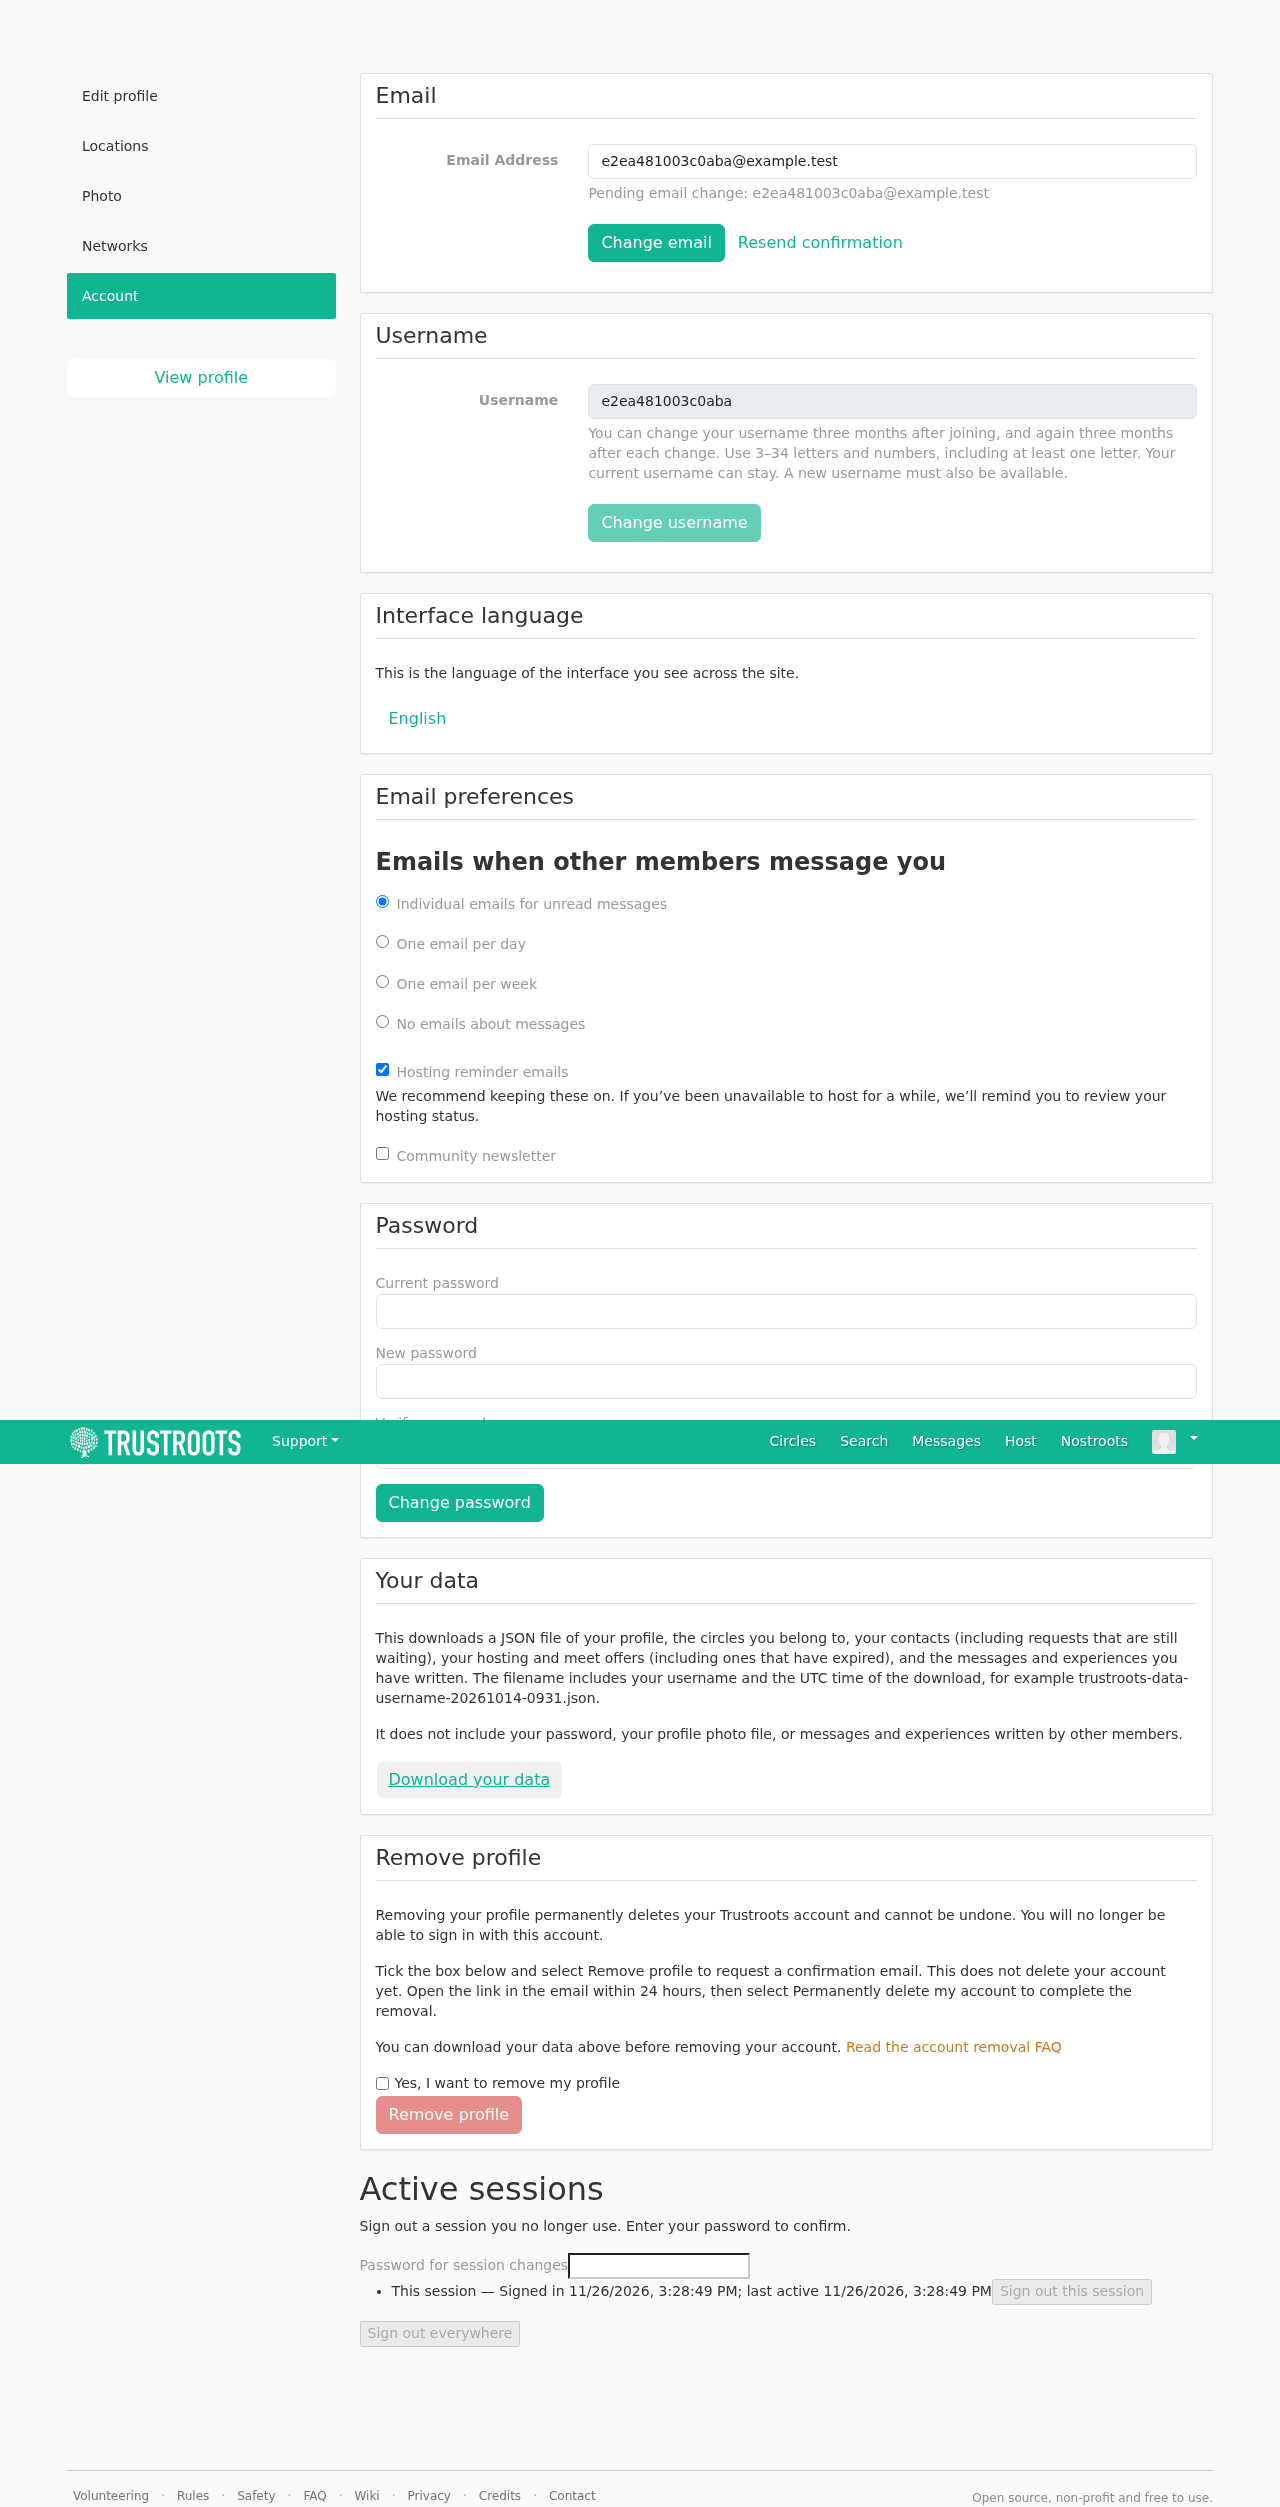 Edit profile
Locations
Photo
Networks
Account
View profile
Email
Email Address
e2ea481003c0aba@example.test
Pending email change: e2ea481003c0aba@example.test
Change email
Resend confirmation
Username
Username
e2ea481003c0aba
You can change your username three months after joining, and again three months
after each change. Use 3–34 letters and numbers, including at least one letter. Your
current username can stay. A new username must also be available.
Change username
Interface language
This is the language of the interface you see across the site.
English
Email preferences
Emails when other members message you
Individual emails for unread messages
One email per day
One email per week
No emails about messages
Hosting reminder emails
We recommend keeping these on. If you’ve been unavailable to host for a while, we’ll remind you to review your
hosting status.
Community newsletter
Password
Current password
New password
TRUSTROOTS
Support
Circles
Search
Messages
Host
Nostroots
Change password
Your data
This downloads a JSON file of your profile, the circles you belong to, your contacts (including requests that are still
waiting), your hosting and meet offers (including ones that have expired), and the messages and experiences you
have written. The filename includes your username and the UTC time of the download, for example trustroots-data-
username-20261014-0931.json.
It does not include your password, your profile photo file, or messages and experiences written by other members.
Download your data
Remove profile
Removing your profile permanently deletes your Trustroots account and cannot be undone. You will no longer be
able to sign in with this account.
Tick the box below and select Remove profile to request a confirmation email. This does not delete your account
yet. Open the link in the email within 24 hours, then select Permanently delete my account to complete the
removal.
You can download your data above before removing your account. Read the account removal FAQ
Yes, I want to remove my profile
Remove profile
Active sessions
Sign out a session you no longer use. Enter your password to confirm.
Password for session changes
• This session — Signed in 11/26/2026, 3:28:49 PM; last active 11/26/2026, 3:28:49 PM
Sign out this session
Sign out everywhere
Volunteering · Rules · Safety · FAQ · Wiki · Privacy · Credits · Contact
Open source, non-profit and free to use.